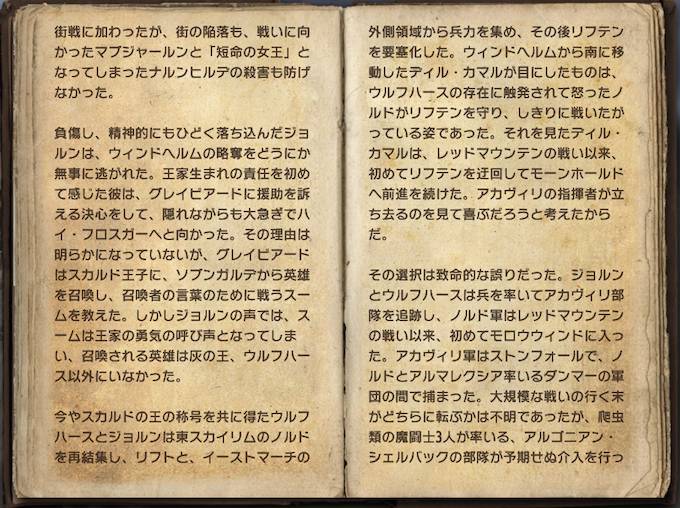 街戦に加わったが、街の陥落も、戦いに向
かったマブジャールンと「短命の女王」と
なってしまったナルンヒルデの殺害も防げ
なかった。
負傷し、精神的にもひどく落ち込んだジョ
ルンは、ウィンドヘルムの略奪をどうにか
無事に逃がれた。王家生まれの責任を初め
て感じた彼は、グレイビアードに援助を訴
える決心をして、隠れながらも大急ぎでハ
イ・フロスガーへと向かった。その理由は
明らかになっていないが、グレイビアード
はスカルド王子に、ソブンガルデから英雄
を召喚し、召喚者の言葉のために戦うスー
ムを教えた。しかしジョルンの声では、ス
ームは王家の勇気の呼び声となってしま
い、召喚される英雄は灰の王、ウルフハー
ス以外にいなかった。
今やスカルドの王の称号を共に得たウルフ
ハースとジョルンは東スカイリムのノルド
を再結集し、リフトと、イーストマーチの
外側領域から兵力を集め、その後リフテン
を要塞化した。ウィンドヘルムから南に移
動したディル・カマルが目にしたものは、
ウルフハースの存在に触発されて怒ったノ
ルドがリフテンを守り、しきりに戦いたが
っている姿であった。それを見たディル・
カマルは、レッドマウンテンの戦い以来、
初めてリフテンを迂回してモーンホールド
へ前進を続けた。アカヴィリの指揮者が立
ち去るのを見て喜ぶだろうと考えたから
だ。
その選択は致命的な誤りだった。ジョルン
とウルフハースは兵を率いてアカヴィリ部
隊を追跡し、ノルド軍はレッドマウンテン
の戦い以来、初めてモロウウィンドに入っ
た。アカヴィリ軍はストンフォールで、ノ
ルドとアルマレクシア率いるダンマーの軍
団の間で捕まった。大規模な戦いの行く末
がどちらに転ぶかは不明であったが、爬虫
類の魔闘士3人が率いる、アルゴニアン・
シェルバックの部隊が予期せぬ介入を行っ